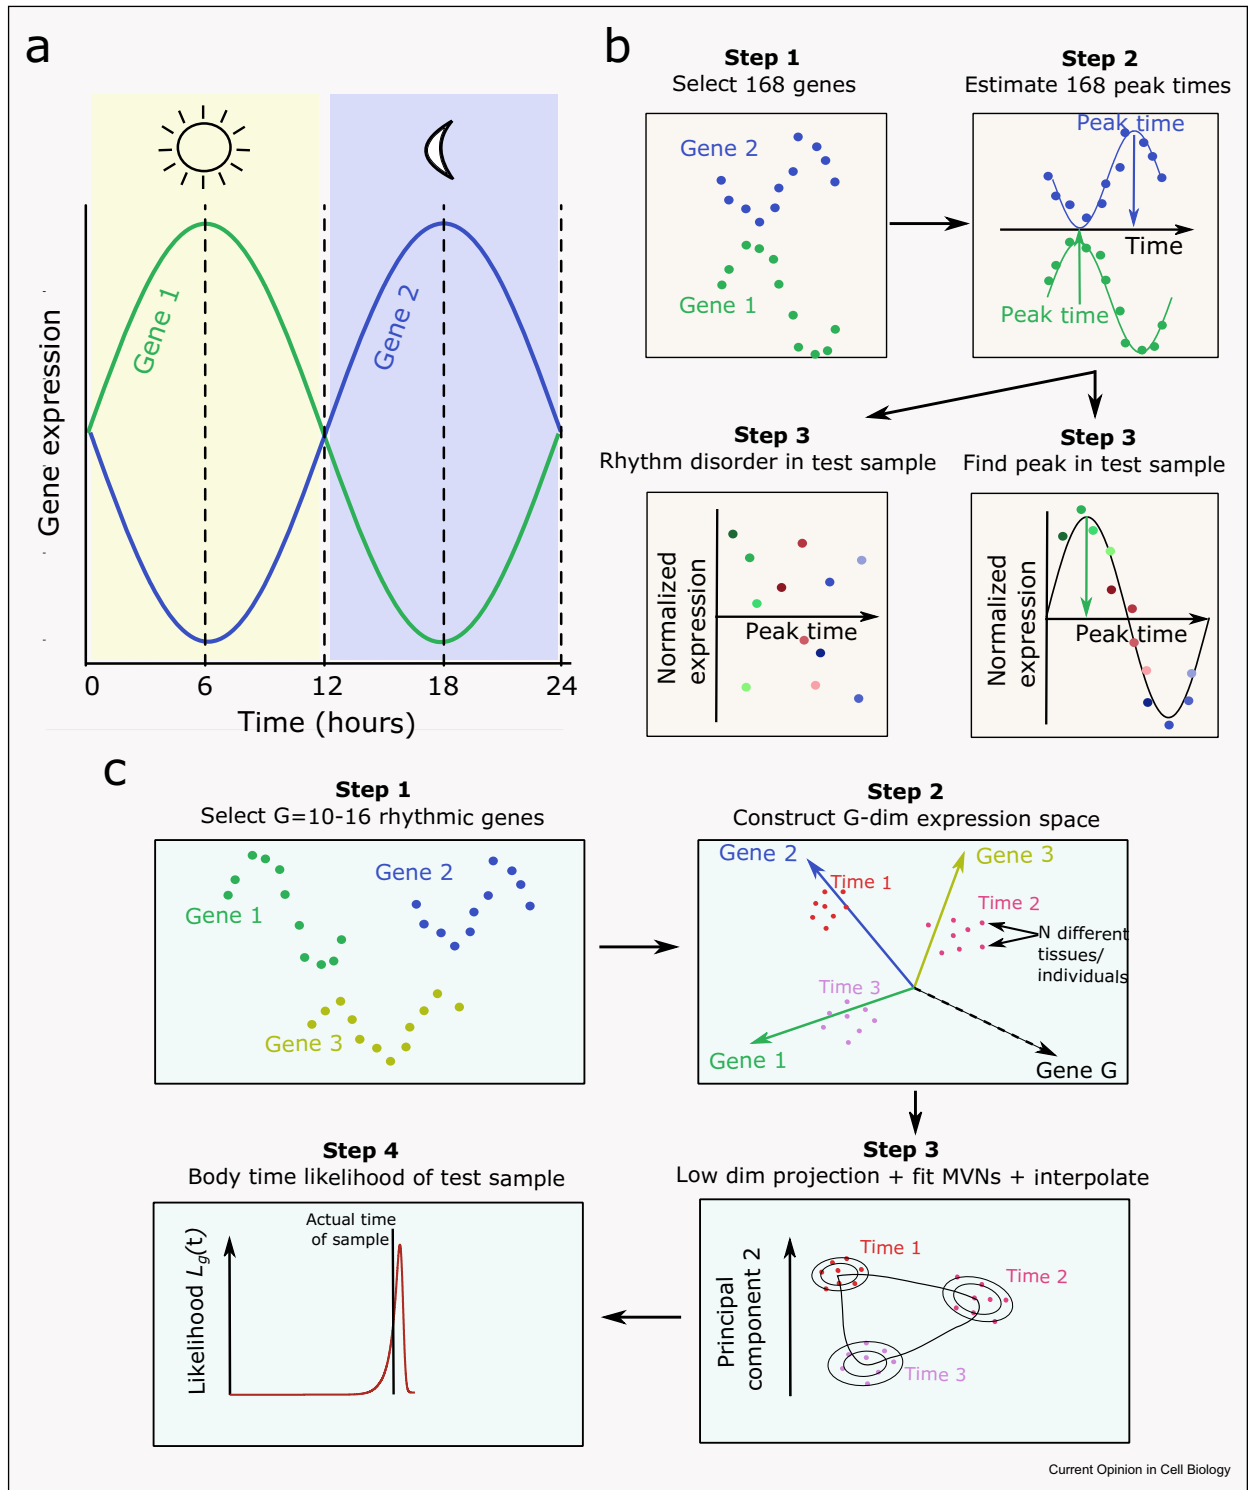 a
Gene 1
Gene 2
Gene expression
0 6 12 18 24
Time (hours)
b
Step 1
Select 168 genes
Gene 2
Gene 1
Step 2
Estimate 168 peak times
Peak time
Time
Peak time
Step 3
Rhythm disorder in test sample
Normalized
expression
Peak time
Step 3
Find peak in test sample
Normalized
expression
Peak time
c
Step 1
Select G=10-16 rhythmic genes
Gene 1
Gene 2
Gene 3
Step 2
Construct G-dim expression space
Gene 2
Gene 3
Time 1
Time 2
N different
tissues/
individuals
Time 3
Gene 1
Gene G
Step 3
Low dim projection + fit MVNs + interpolate
Principal
component 2
Time 1
Time 2
Time 3
Step 4
Body time likelihood of test sample
Actual time
of sample
Likelihood Lg(t)
Current Opinion in Cell Biology